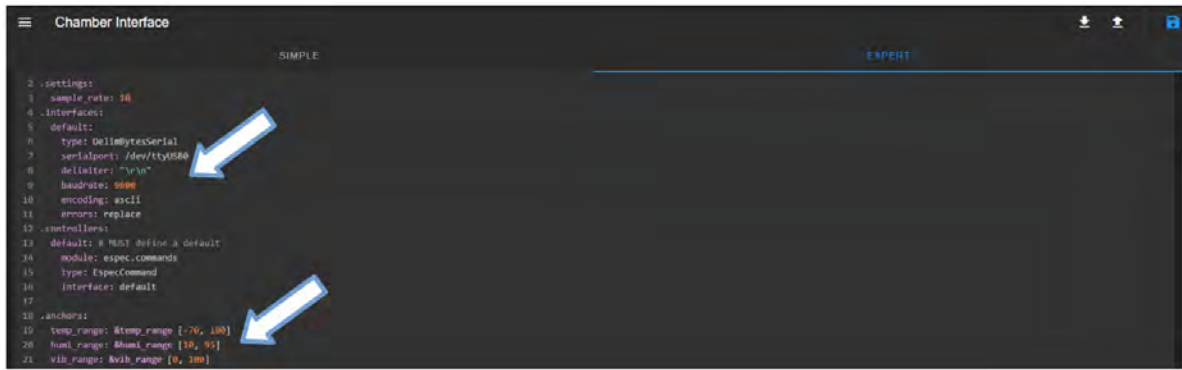 Chamber Interface
SIMPLE
EXPERT
2 .settings:
3 sample_rate: 10
4 .interfaces:
5 default:
6 type: DelimBytesSerial
7 serialport: /dev/ttyUSB0
8 delimiter: "\r\n"
9 baudrate: 9600
10 encoding: ascii
11 errors: replace
12 .controllers:
13 default: # MUST define a default
14 module: espec.commands
15 type: EspecCommand
16 interface: default
17
18 .anchors:
19 temp_range: &temp_range [-70, 180]
20 humi_range: &humi_range [10, 95]
21 vib_range: &vib_range [0, 100]